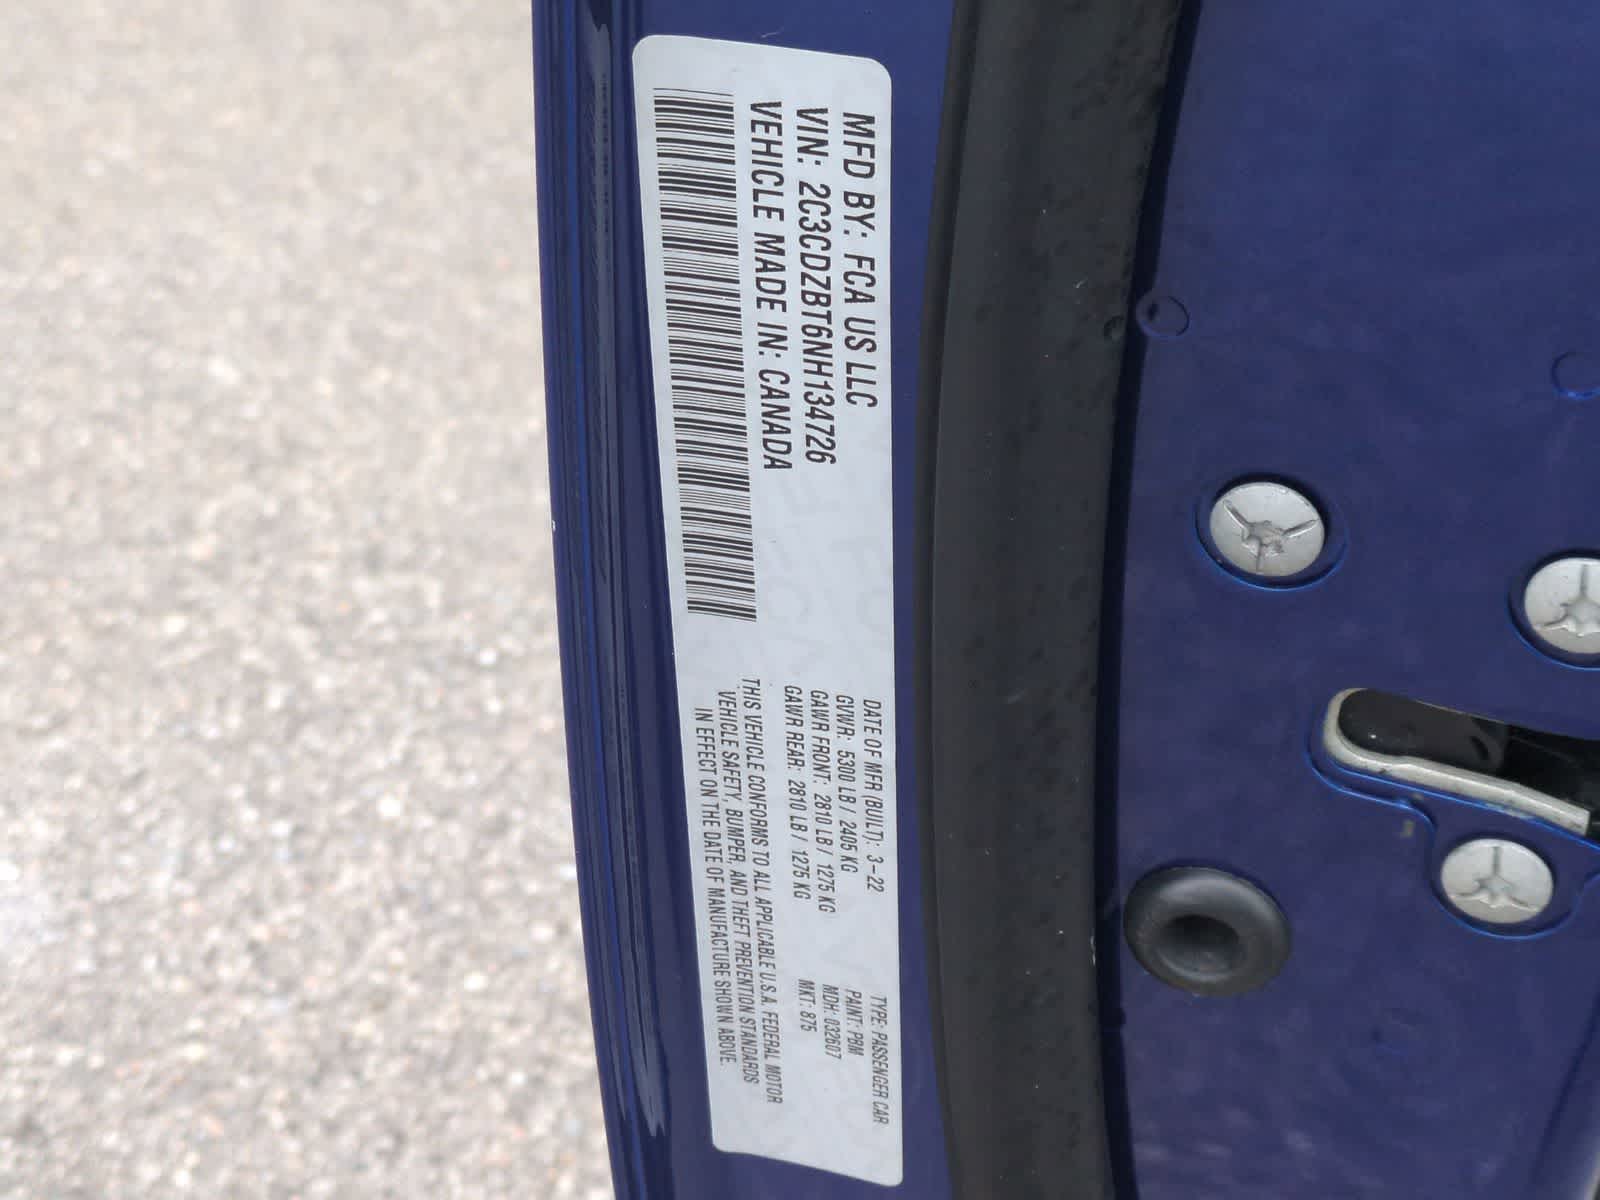 MFD BY: FCA US LLC
VIN: 2C3CDZBT6NH134726
VEHICLE MADE IN: CANADA
DATE OF MFR (BUILT): 3-22
GVWR: 5300 LB / 2405 KG
GAWR FRONT: 2810 LB / 1275 KG
GAWR REAR: 2810 LB / 1275 KG
TYPE: PASSENGER CAR
PAINT: PBM
MDH: 032607
MKT: 875
THIS VEHICLE CONFORMS TO ALL APPLICABLE U.S.A. FEDERAL MOTOR
VEHICLE SAFETY, BUMPER, AND THEFT PREVENTION STANDARDS
IN EFFECT ON THE DATE OF MANUFACTURE SHOWN ABOVE.